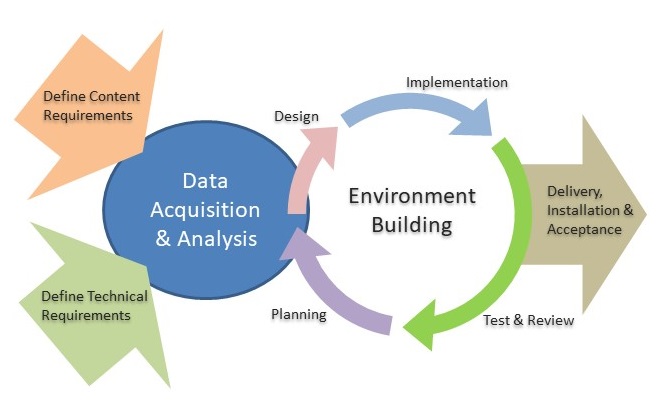 Define Content
Requirements
Design
Implementation
Data
Acquisition
& Analysis
Environment
Building
Delivery,
Installation &
Acceptance
Define Technical
Requirements
Planning
Test & Review